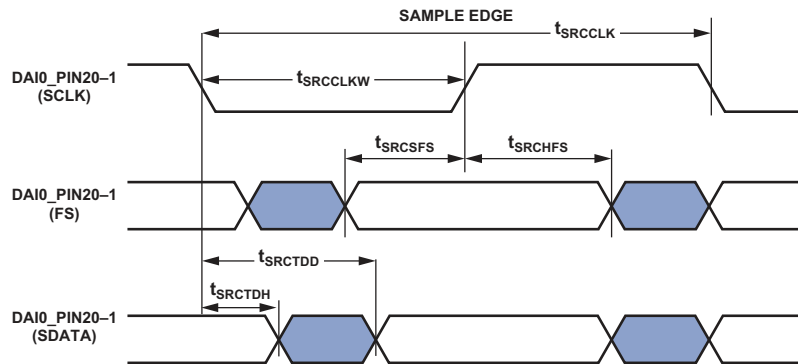 SAMPLE EDGE
tSRCCLK
DAI0_PIN20–1
(SCLK)
tSRCCLKW
tSRCSFS
tSRCHFS
DAI0_PIN20–1
(FS)
tSRCTDD
tSRCTDH
DAI0_PIN20–1
(SDATA)